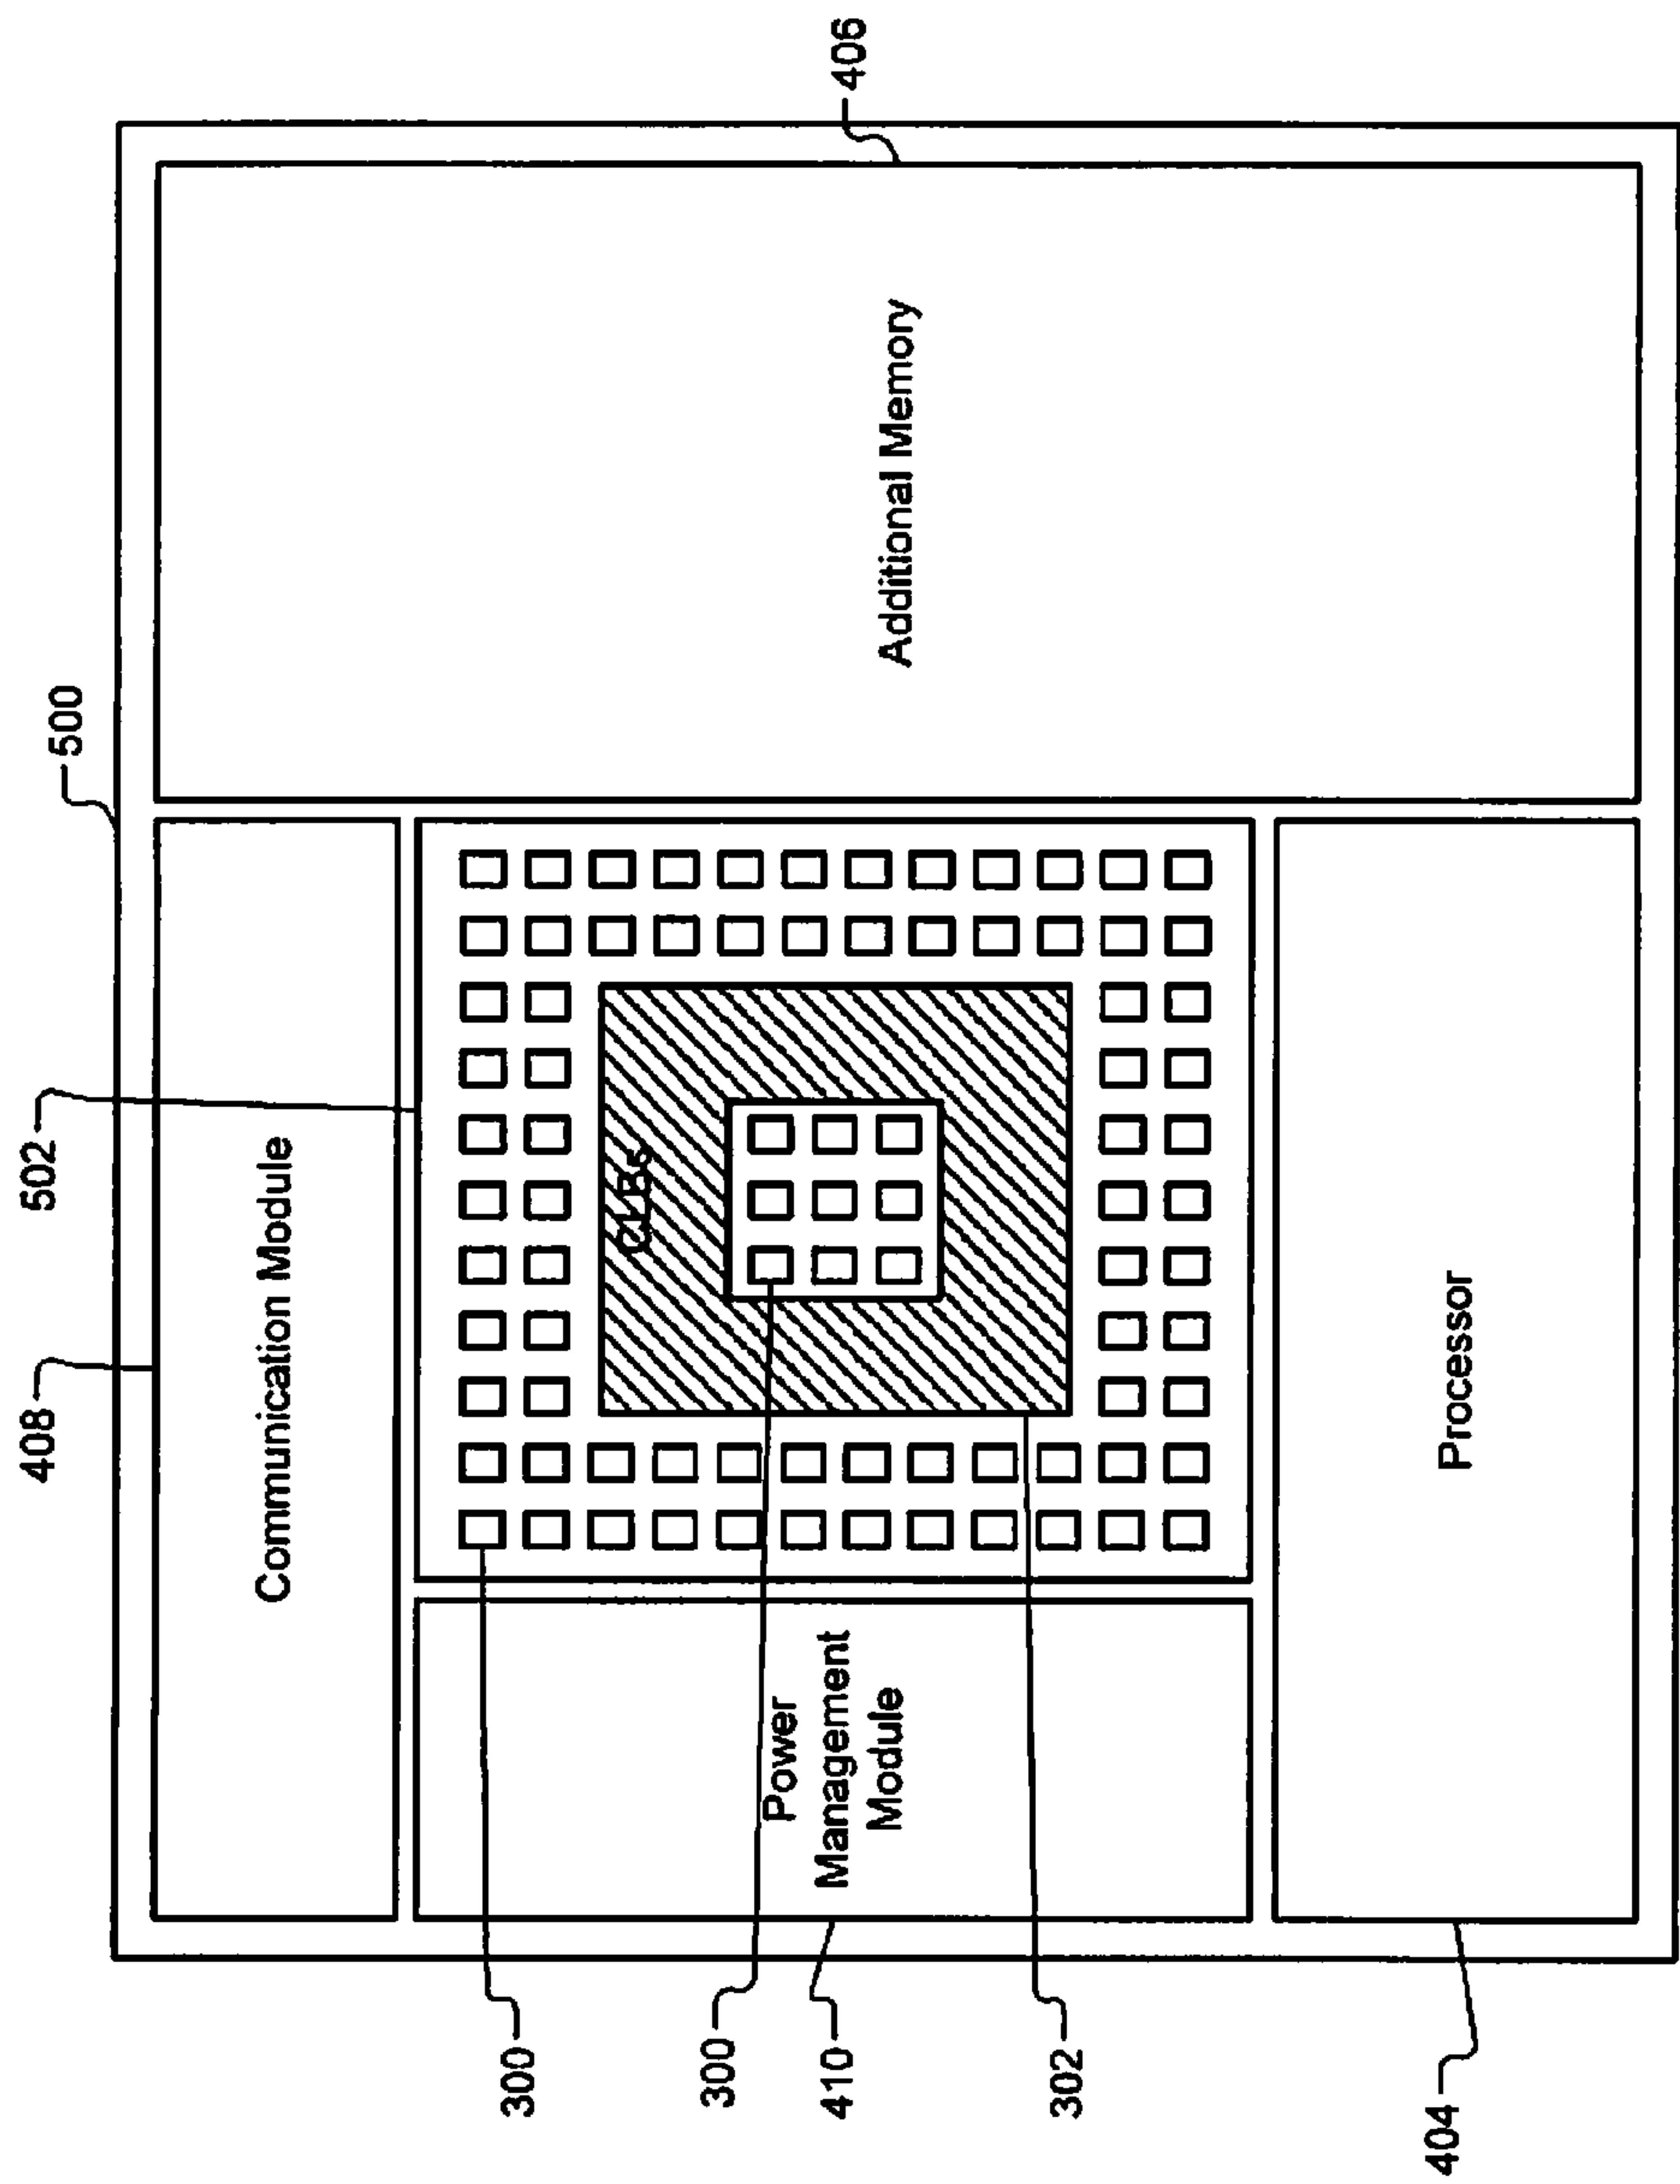 500
502
408
Communication Module
CLBs
406
Additional Memory
Power
Management
Module
Processor
300
300
410
302
404